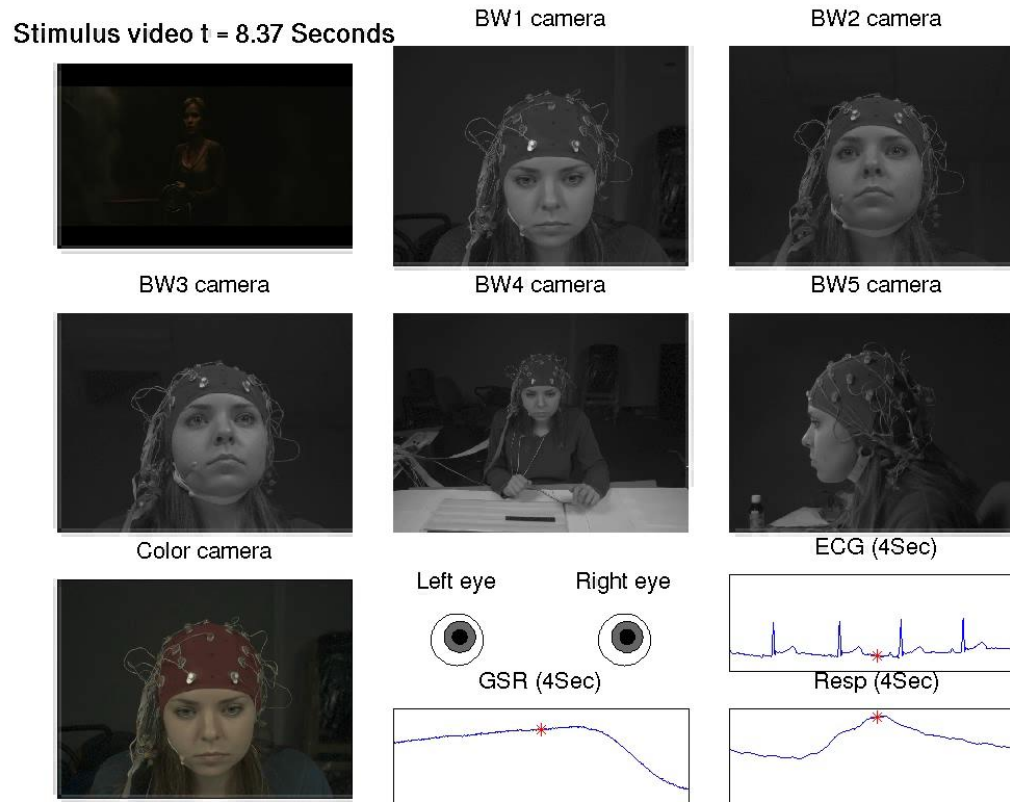 Stimulus video t = 8.37 Seconds
BW1 camera
BW2 camera
BW3 camera
BW4 camera
BW5 camera
Color camera
Left eye
Right eye
ECG (4Sec)
GSR (4Sec)
Resp (4Sec)